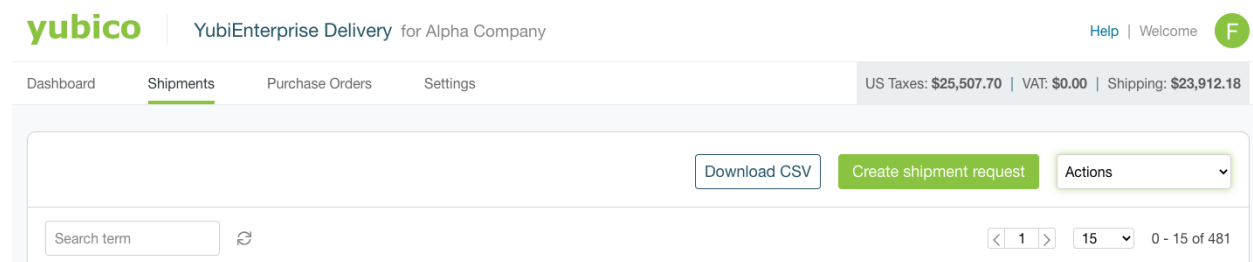 yubico YubiEnterprise Delivery for Alpha Company Help | Welcome F
Dashboard Shipments Purchase Orders Settings US Taxes: $25,507.70 | VAT: $0.00 | Shipping: $23,912.18
Download CSV Create shipment request Actions
Search term < 1 > 15 0 - 15 of 481